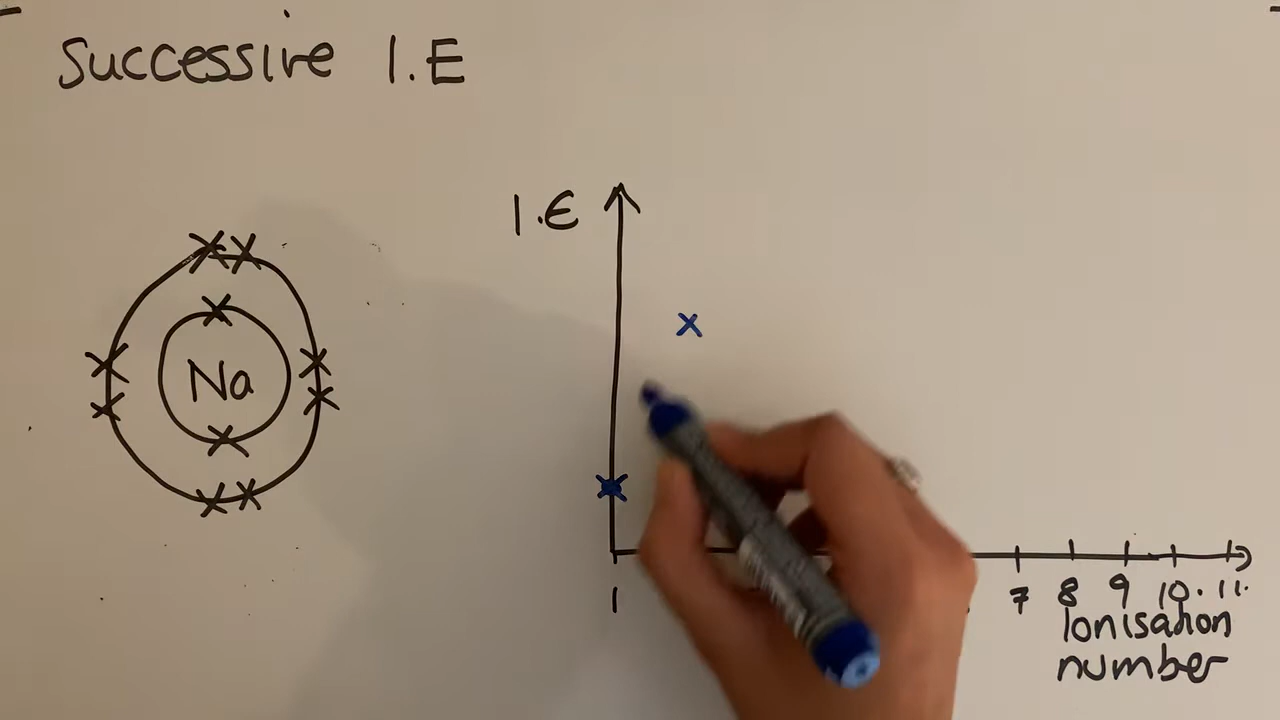 Successive I.E
I.E
Na
1 7 8 9 10. 11.
Ionisation
number